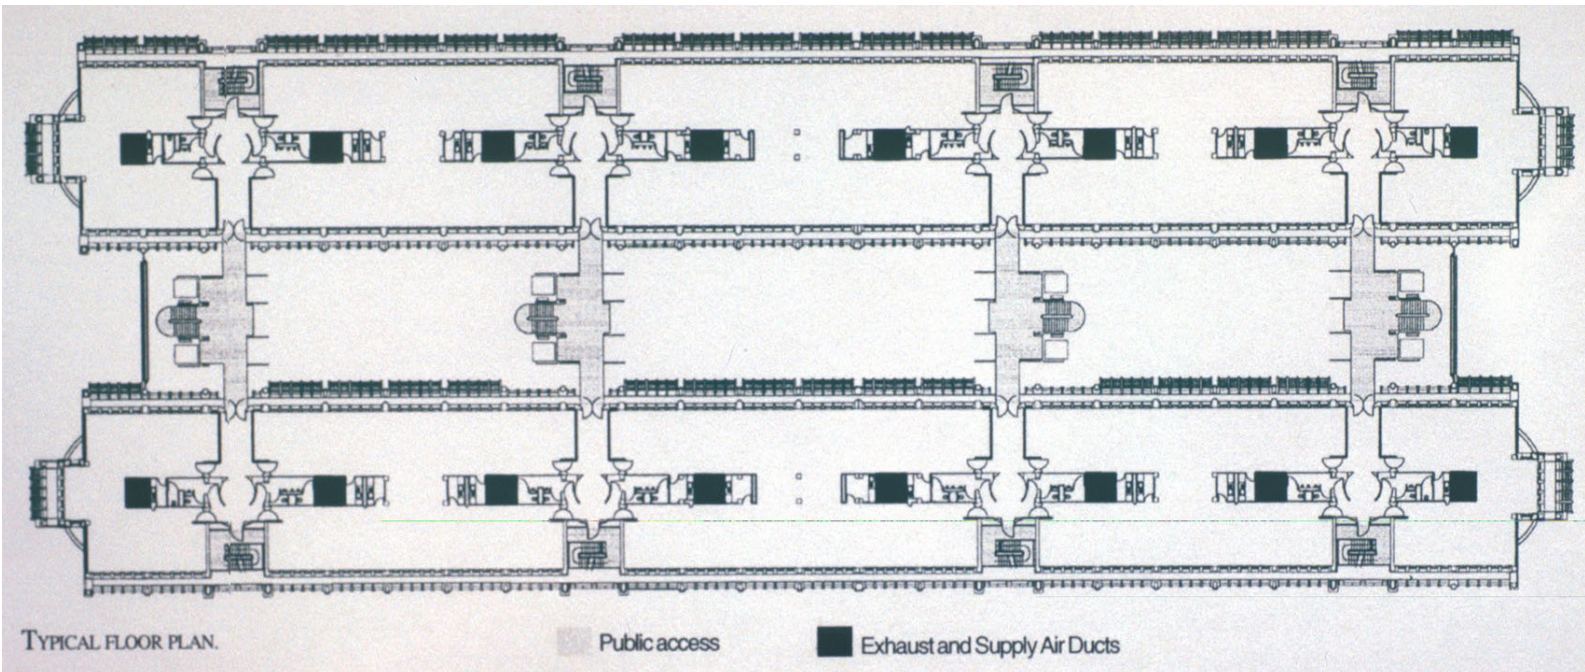 TYPICAL FLOOR PLAN.
Public access
Exhaust and Supply Air Ducts